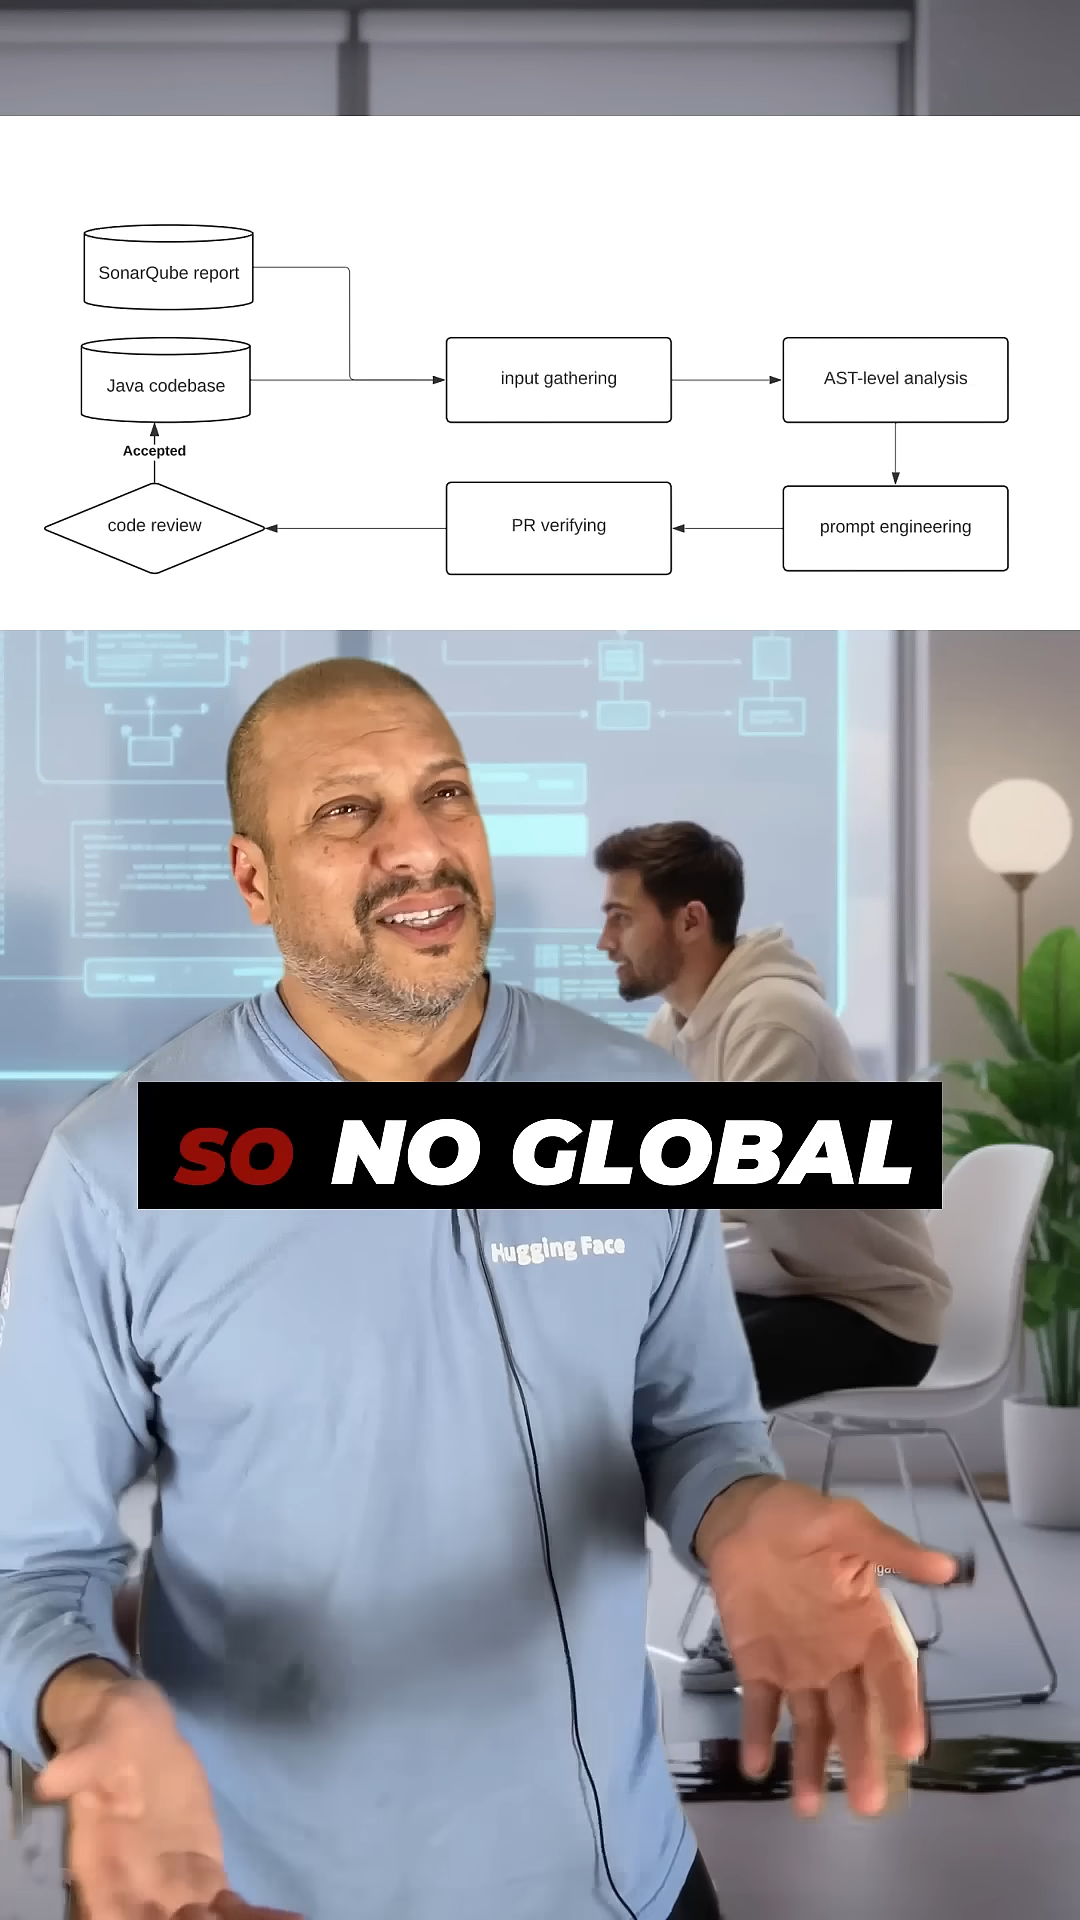 SonarQube report
Java codebase
input gathering
AST-level analysis
Accepted
code review
PR verifying
prompt engineering
SO NO GLOBAL
Hugging Face